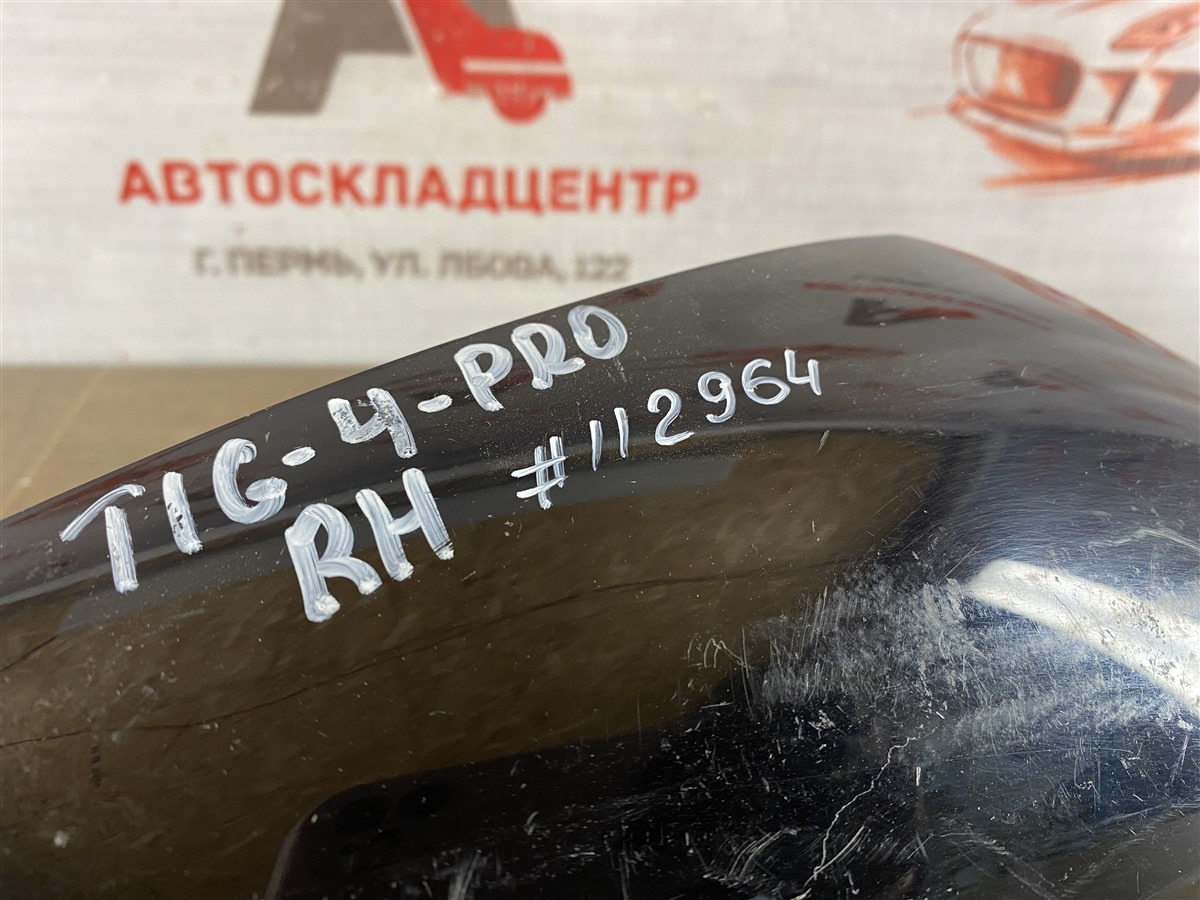 АВТОСКЛАДЦЕНТР
Г. ПЕРМЬ, УЛ. ЛБОВА, 122
TIG-4-PRO
RH #112964